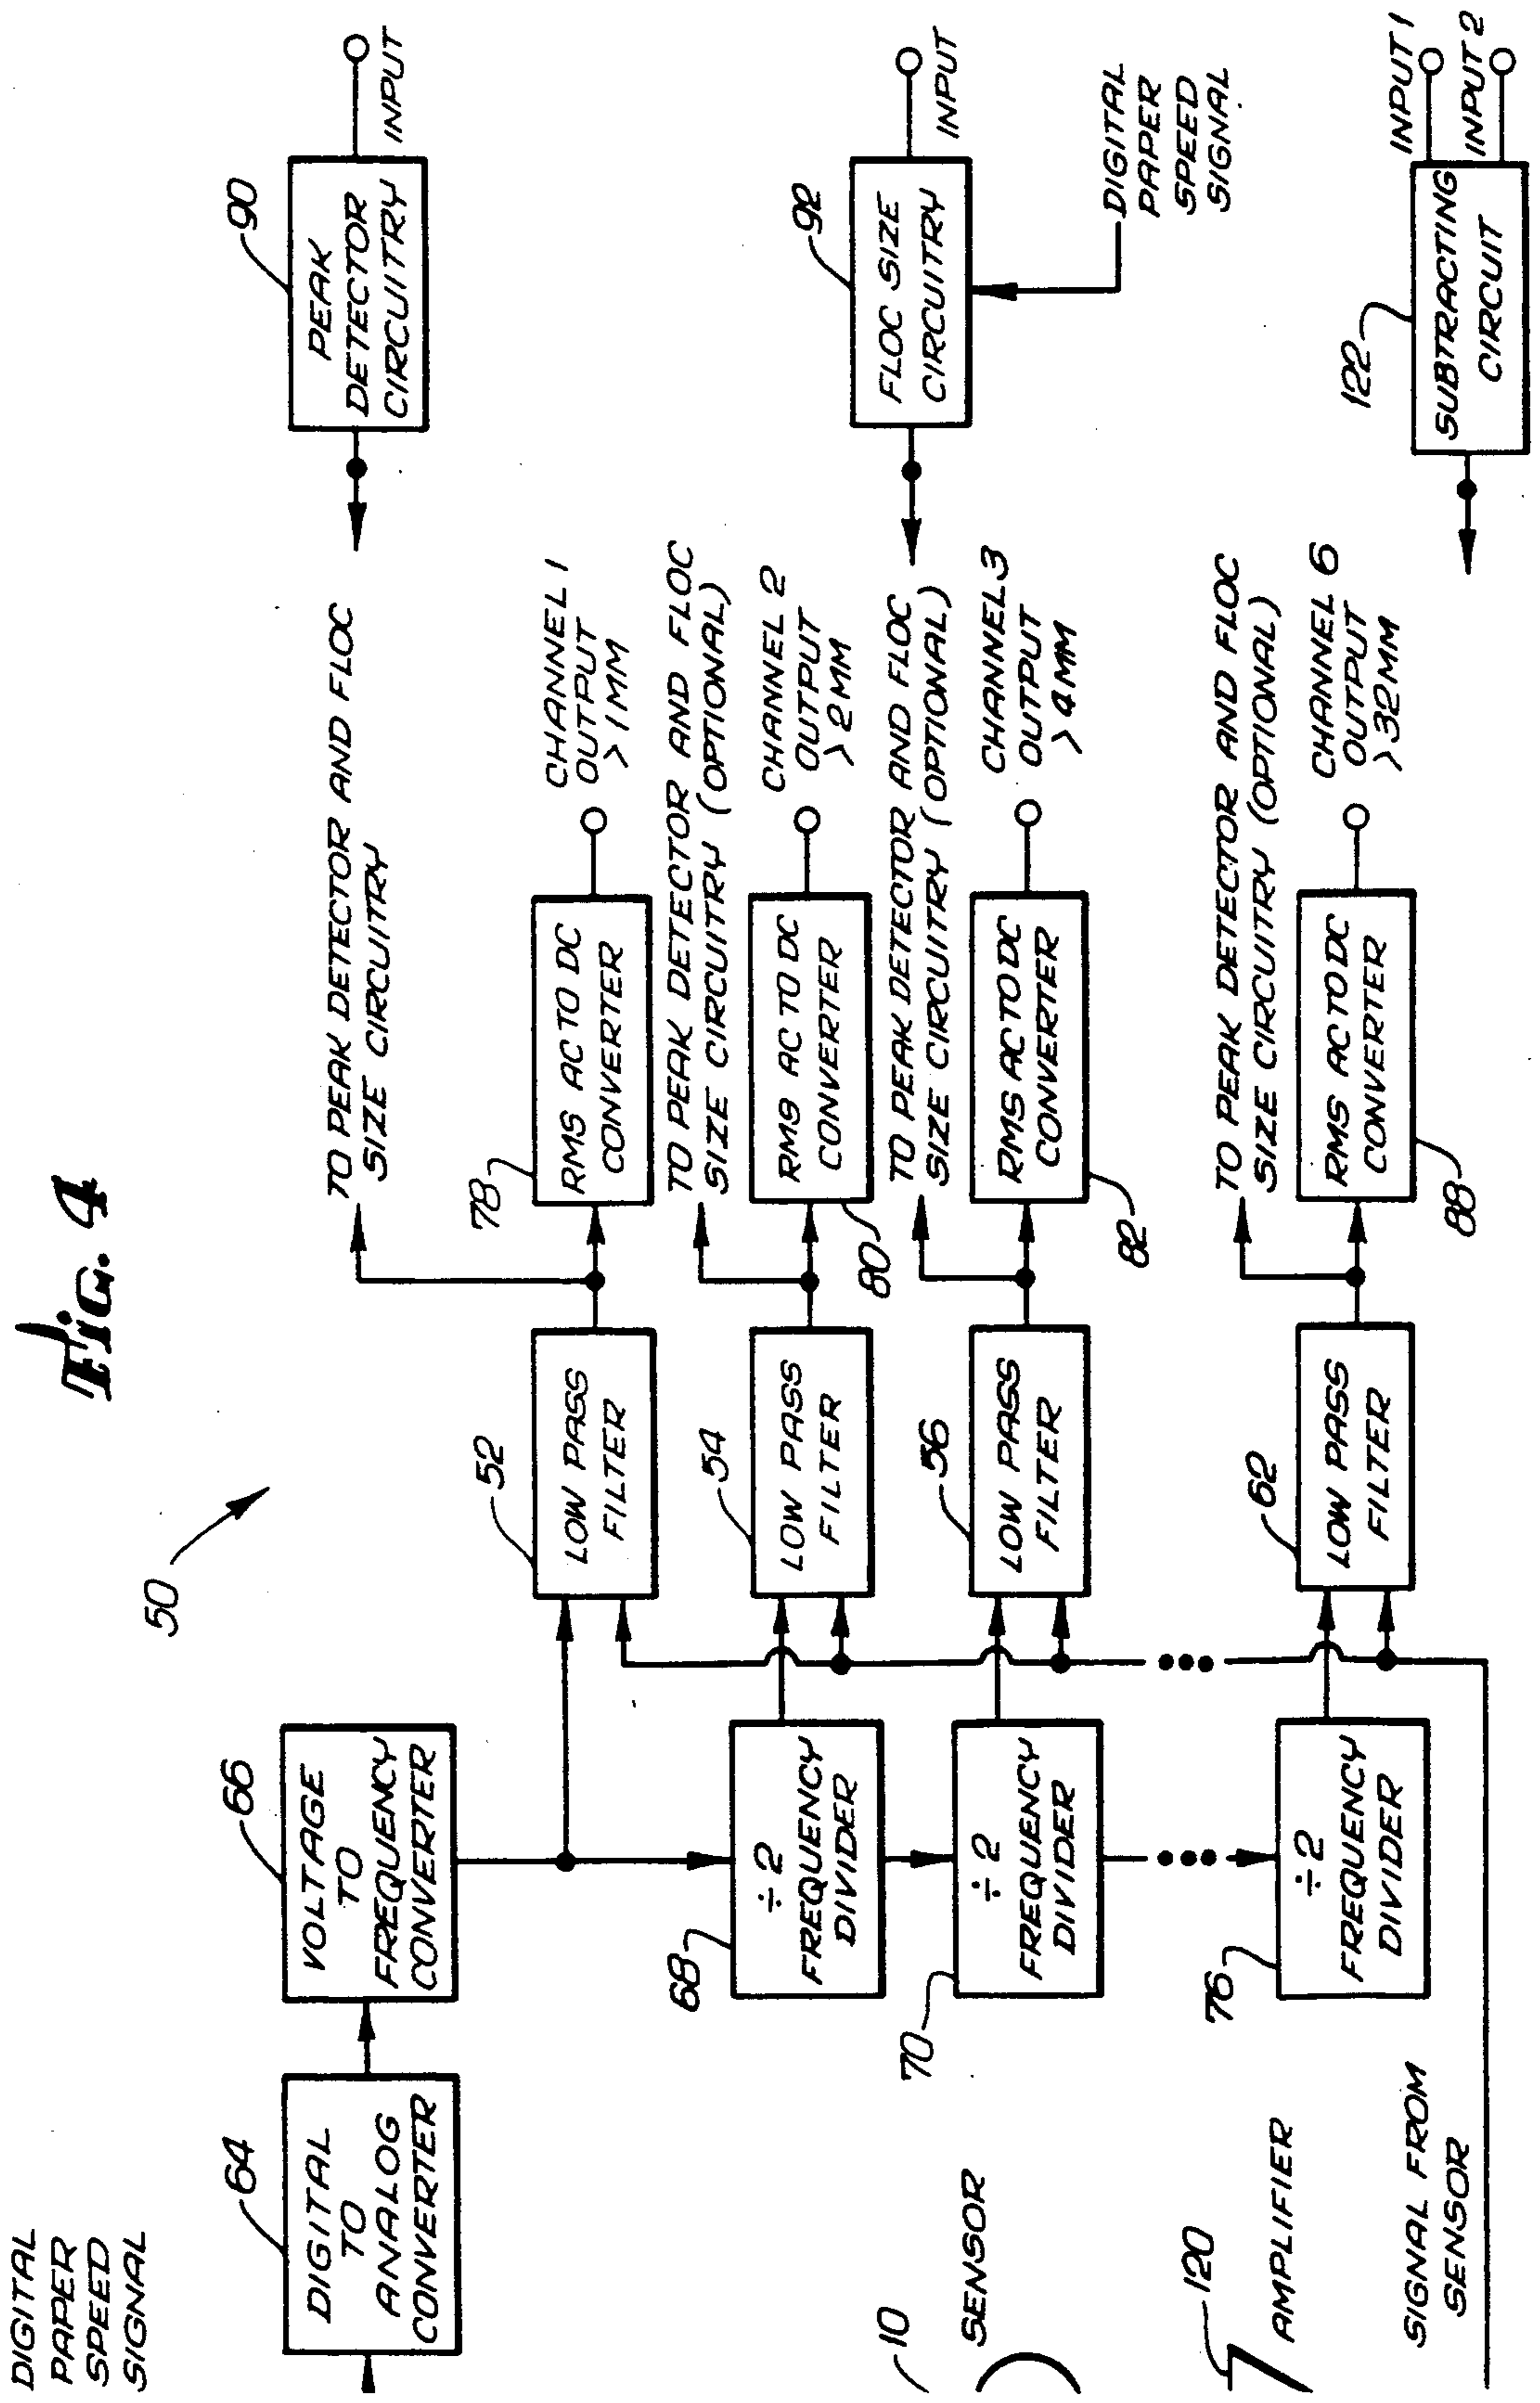 Fig. 4
50
DIGITAL
PAPER
SPEED
SIGNAL
64
DIGITAL
TO
ANALOG
CONVERTER
66
VOLTAGE
TO
FREQUENCY
CONVERTER
TO PEAK DETECTOR AND FLOC
SIZE CIRCUITRY
90
PEAK
DETECTOR
CIRCUITRY
INPUT
52
LOW PASS
FILTER
78
RMS AC TO DC
CONVERTER
CHANNEL 1
OUTPUT
>1MM
TO PEAK DETECTOR AND FLOC
SIZE CIRCUITRY (OPTIONAL)
68
÷2
FREQUENCY
DIVIDER
54
LOW PASS
FILTER
80
RMS AC TO DC
CONVERTER
CHANNEL 2
OUTPUT
>2MM
10
SENSOR
TO PEAK DETECTOR AND FLOC
SIZE CIRCUITRY (OPTIONAL)
70
÷2
FREQUENCY
DIVIDER
56
LOW PASS
FILTER
82
RMS AC TO DC
CONVERTER
CHANNEL 3
OUTPUT
>4MM
92
FLOC SIZE
CIRCUITRY
INPUT
DIGITAL
PAPER
SPEED
SIGNAL
120
AMPLIFIER
SIGNAL FROM
SENSOR
TO PEAK DETECTOR AND FLOC
SIZE CIRCUITRY (OPTIONAL)
76
÷2
FREQUENCY
DIVIDER
62
LOW PASS
FILTER
88
RMS AC TO DC
CONVERTER
CHANNEL 6
OUTPUT
>32MM
122
SUBTRACTING
CIRCUIT
INPUT 1
INPUT 2